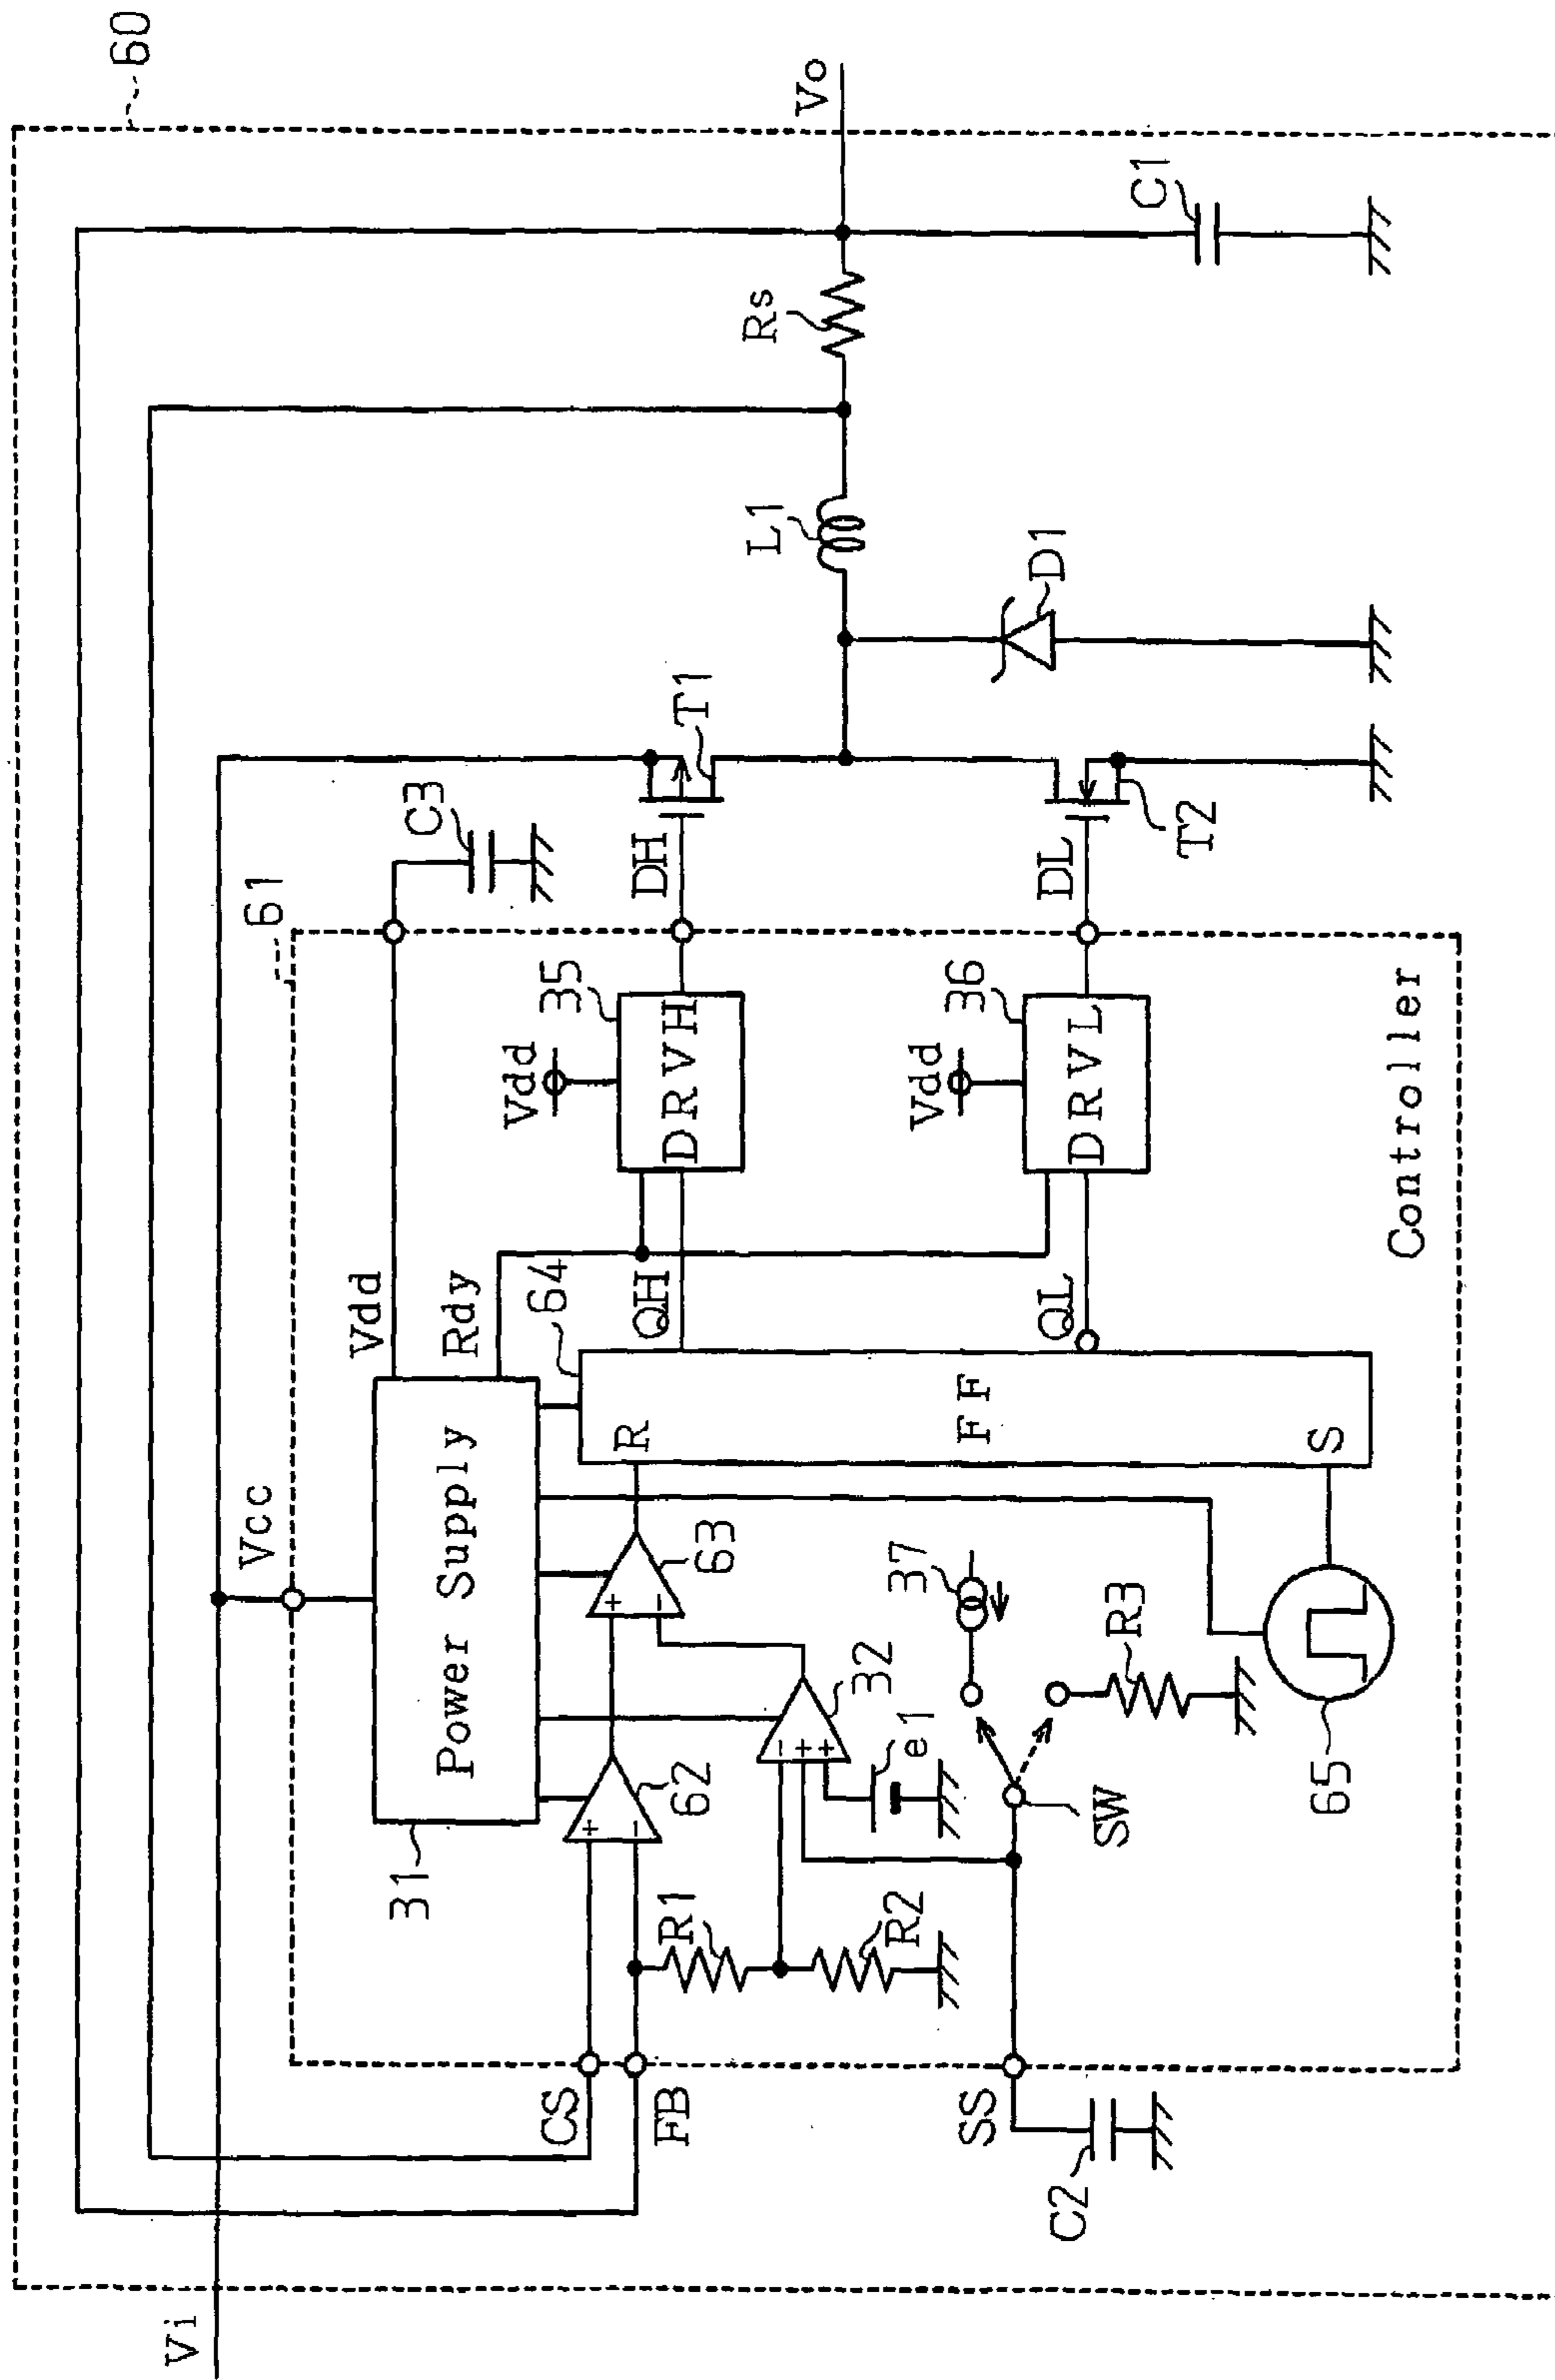 60
Vi
Vo
61
Vcc
Vdd
C3
Rdy
31
Power Supply
CS
FB
62
+
−
63
+
−
R
FF
S
64
QH
QL
35
Vdd
DRVH
DH
T1
36
Vdd
DRVL
DL
T2
L1
Rs
D1
C1
R1
R2
32
−
+
+
e1
37
SW
R3
65
SS
C2
Controller